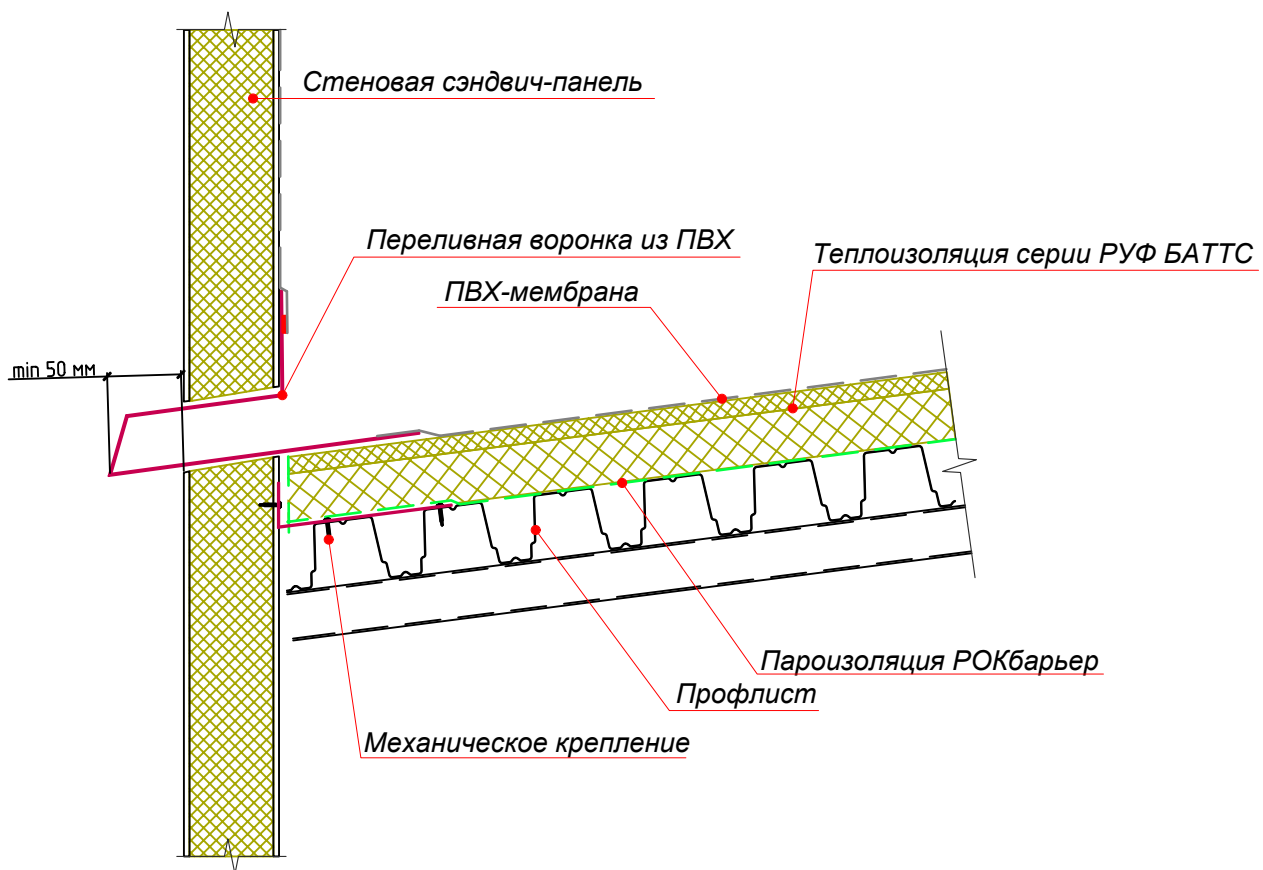 Стеновая сэндвич-панель
Переливная воронка из ПВХ
Теплоизоляция серии РУФ БАТТС
ПВХ-мембрана
min 50 мм
Пароизоляция РОКбарьер
Профлист
Механическое крепление